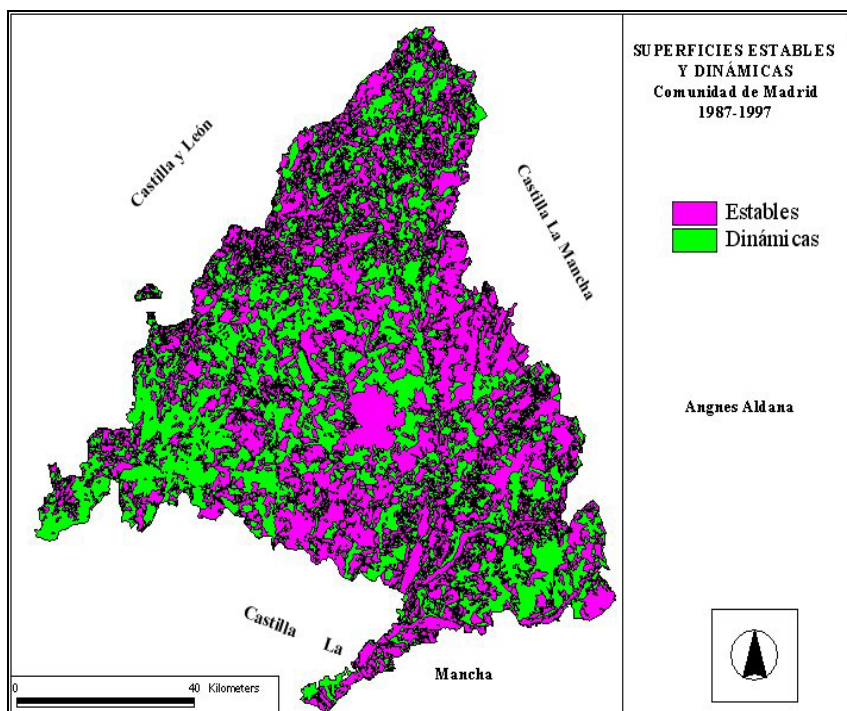 SUPERFICIES ESTABLES
Y DINÁMICAS
Comunidad de Madrid
1987-1997
Castilla y León
Castilla La Mancha
Estables
Dinámicas
Angnes Aldana
Castilla La
Mancha
0 40 Kilometers